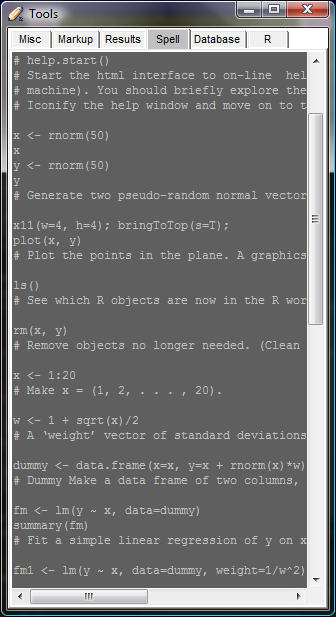 Tools
Misc Markup Results Spell Database R
# help.start()
# Start the html interface to on-line  hel
# machine). You should briefly explore the
# Iconify the help window and move on to t
x <- rnorm(50)
x
y <- rnorm(50)
y
# Generate two pseudo-random normal vector
x11(w=4, h=4); bringToTop(s=T);
plot(x, y)
# Plot the points in the plane. A graphics
ls()
# See which R objects are now in the R wor
rm(x, y)
# Remove objects no longer needed. (Clean
x <- 1:20
# Make x = (1, 2, . . . , 20).
w <- 1 + sqrt(x)/2
# A ‘weight’ vector of standard deviations
dummy <- data.frame(x=x, y=x + rnorm(x)*w)
# Dummy Make a data frame of two columns,
fm <- lm(y ~ x, data=dummy)
summary(fm)
# Fit a simple linear regression of y on x
fm1 <- lm(y ~ x, data=dummy, weight=1/w^2)